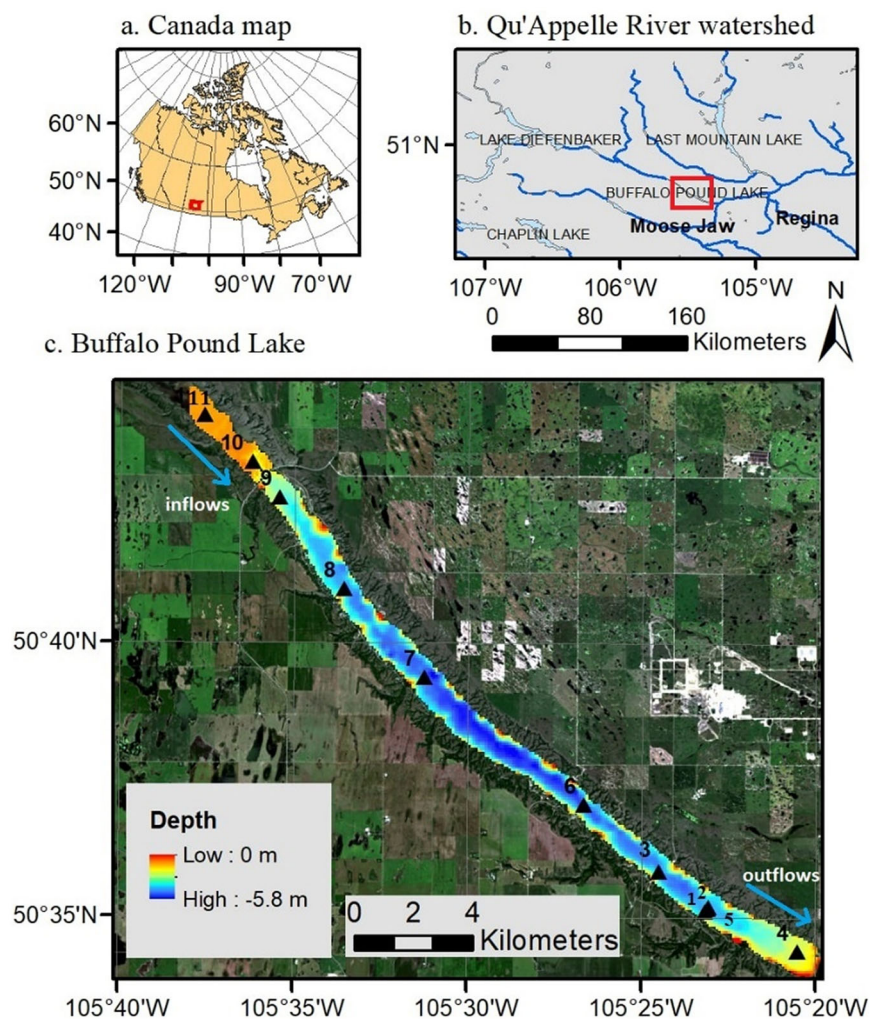 a. Canada map
60°N
50°N
40°N
120°W 90°W 70°W
b. Qu'Appelle River watershed
51°N
LAKE DIEFENBAKER LAST MOUNTAIN LAKE
BUFFALO POUND LAKE
Moose Jaw Regina
CHAPLIN LAKE
107°W 106°W 105°W
0 80 160
Kilometers
N
c. Buffalo Pound Lake
11
10
9
inflows
8
7
6
3
1 2
5
4
outflows
50°40'N
50°35'N
Depth
Low : 0 m
High : -5.8 m
0 2 4
Kilometers
105°40'W 105°35'W 105°30'W 105°25'W 105°20'W